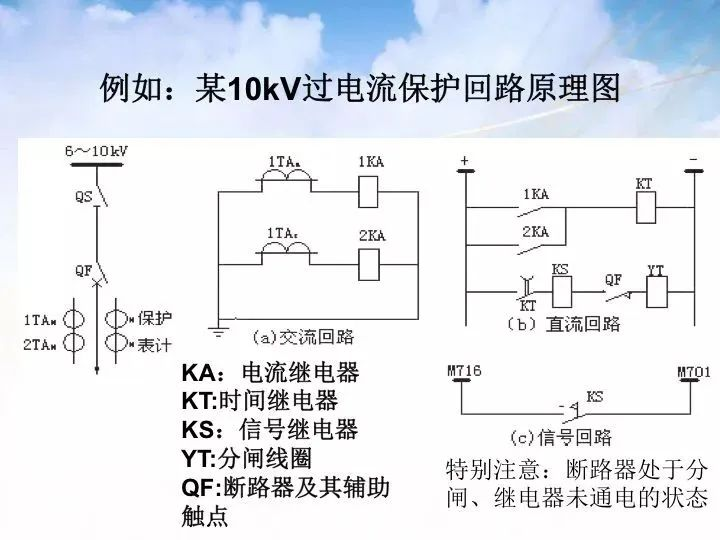 例如：某10kV过电流保护回路原理图
6～10kV
QS
QF
1TA
保护
2TA
表计
1TA
1KA
1TA
2KA
(a)交流回路
+
-
1KA
KT
2KA
KT
KS
QF
YT
(b) 直流回路
M716
M701
KS
(c)信号回路
KA：电流继电器
KT:时间继电器
KS：信号继电器
YT:分闸线圈
QF:断路器及其辅助
触点
特别注意：断路器处于分
闸、继电器未通电的状态